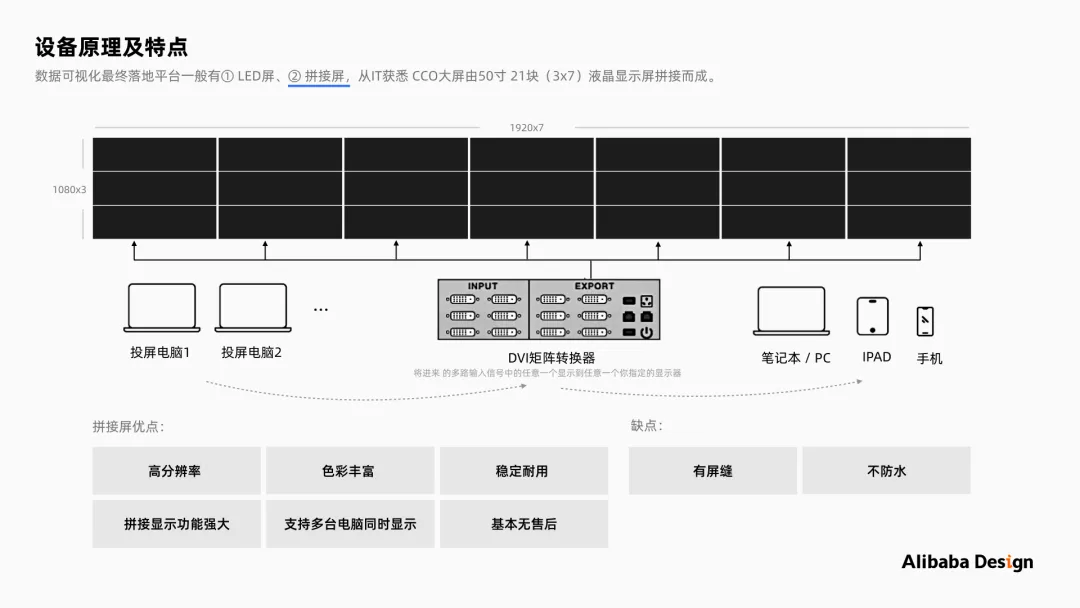 设备原理及特点
数据可视化最终落地平台一般有① LED屏、② 拼接屏，从IT获悉 CCO大屏由50寸 21块（3x7）液晶显示屏拼接而成。
1920x7
1080x3
INPUT
EXPORT
...
投屏电脑1
投屏电脑2
DVI矩阵转换器
将进来 的多路输入信号中的任意一个显示到任意一个你指定的显示器
笔记本 / PC
IPAD
手机
拼接屏优点：
缺点：
高分辨率
色彩丰富
稳定耐用
有屏缝
不防水
拼接显示功能强大
支持多台电脑同时显示
基本无售后
Alibaba Design